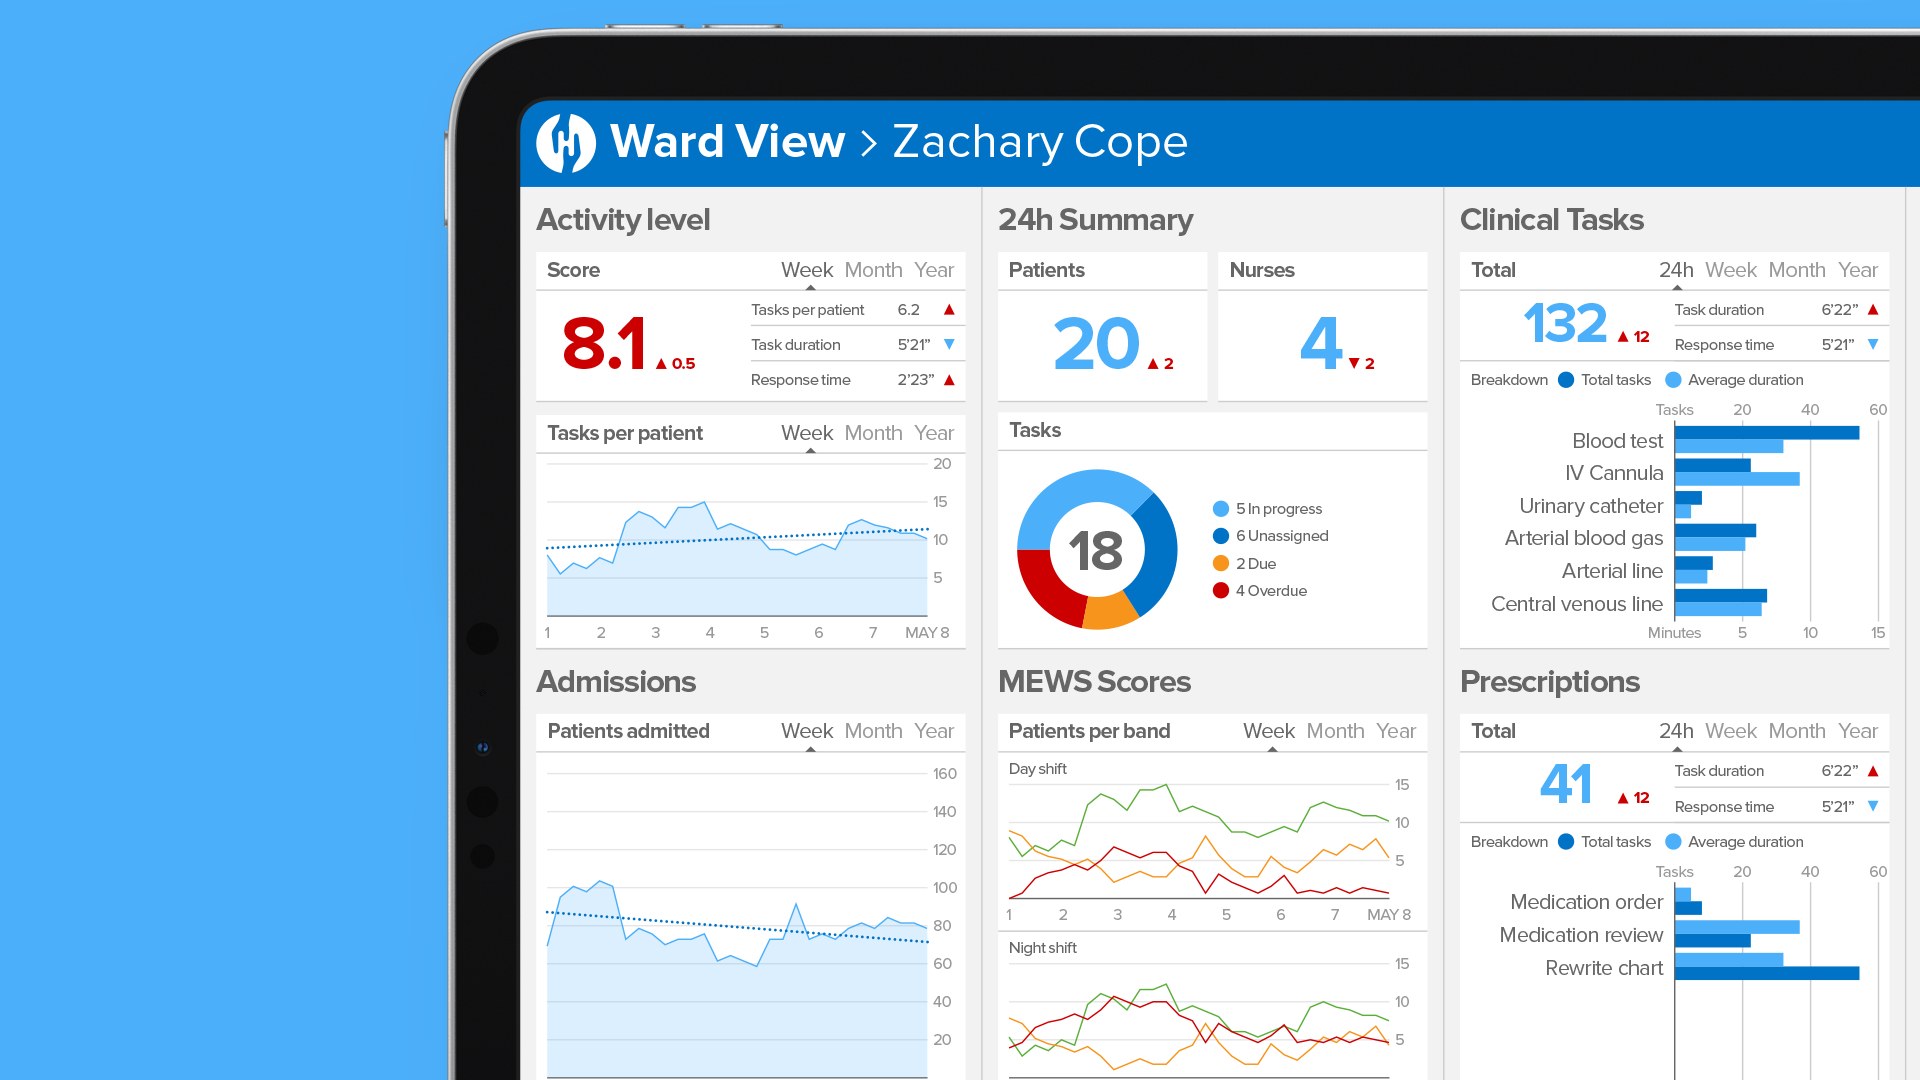 Ward View > Zachary Cope
Activity level
Score Week Month Year
8.1 ▲ 0.5
Tasks per patient 6.2 ▲
Task duration 5’21” ▼
Response time 2’23” ▲
Tasks per patient Week Month Year
20
15
10
5
1 2 3 4 5 6 7 MAY 8
24h Summary
Patients
20 ▲ 2
Nurses
4 ▼ 2
Tasks
18
5 In progress
6 Unassigned
2 Due
4 Overdue
Clinical Tasks
Total 24h Week Month Year
132 ▲ 12
Task duration 6’22” ▲
Response time 5’21” ▼
Breakdown Total tasks Average duration
Tasks 20 40 60
Blood test
IV Cannula
Urinary catheter
Arterial blood gas
Arterial line
Central venous line
Minutes 5 10 15
Admissions
Patients admitted Week Month Year
160
140
120
100
80
60
40
20
MEWS Scores
Patients per band Week Month Year
Day shift
15
10
5
1 2 3 4 5 6 7 MAY 8
Night shift
15
10
5
Prescriptions
Total 24h Week Month Year
41 ▲ 12
Task duration 6’22” ▲
Response time 5’21” ▼
Breakdown Total tasks Average duration
Tasks 20 40 60
Medication order
Medication review
Rewrite chart